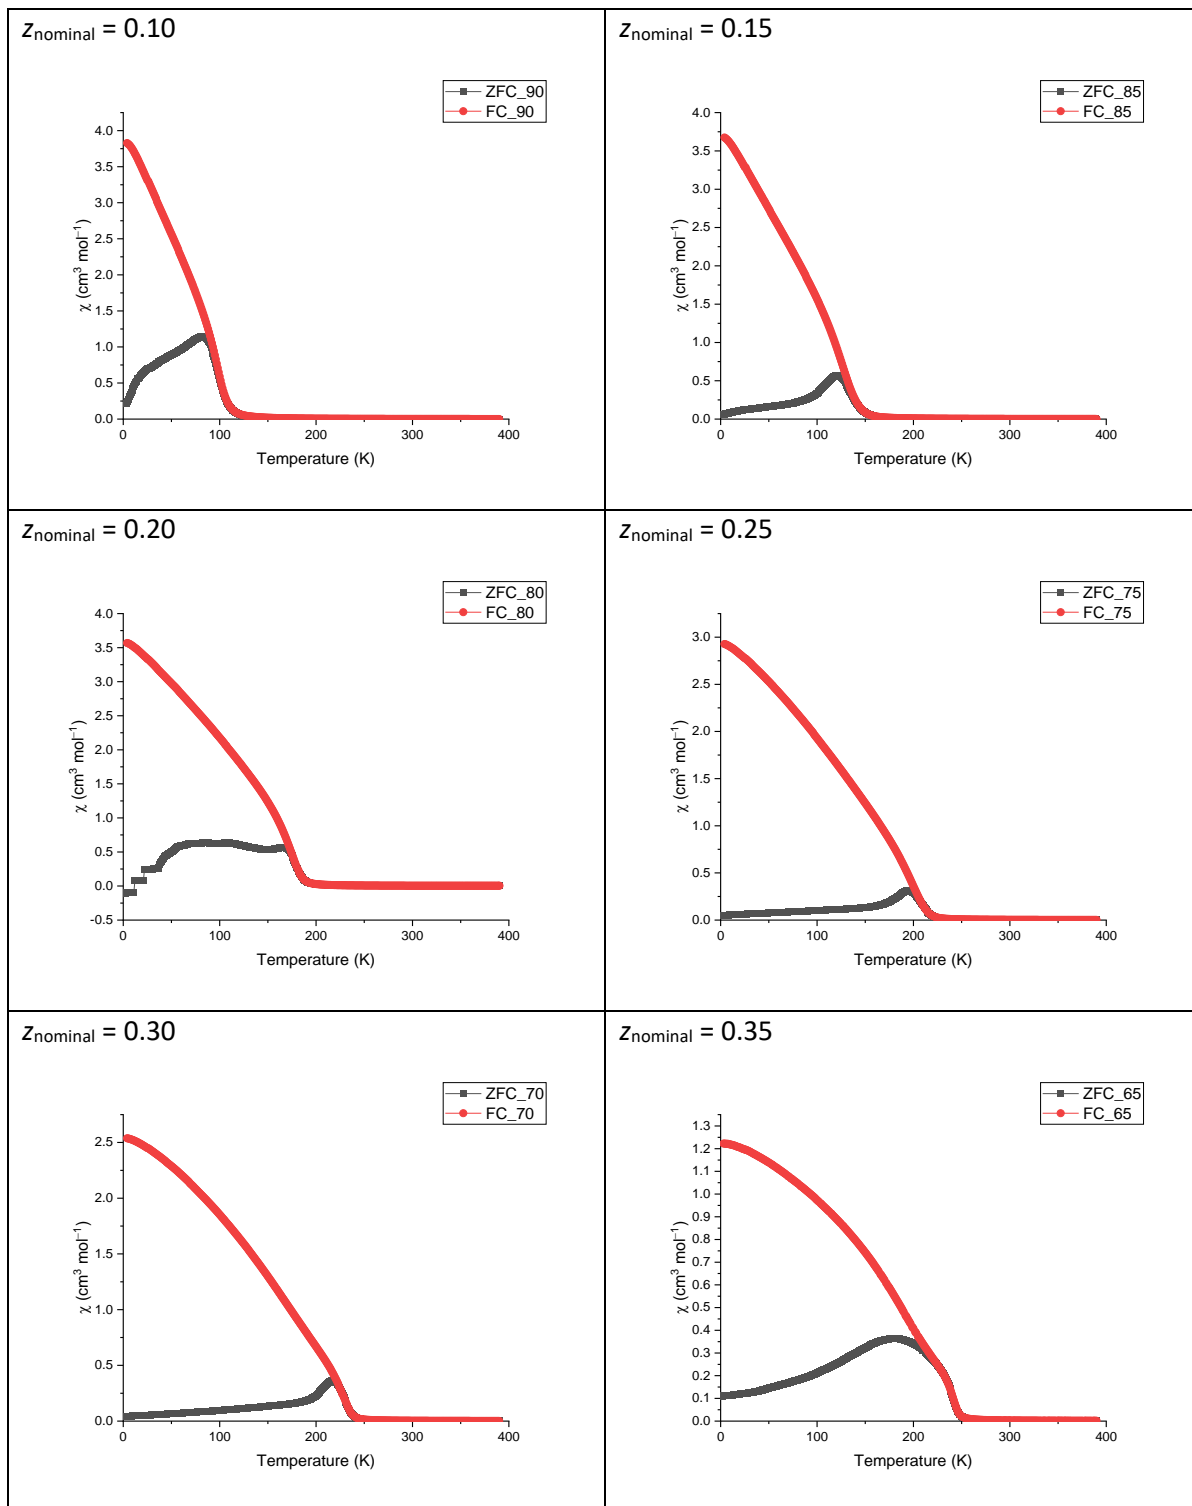 z_nominal = 0.10
ZFC_90
FC_90
4.0
3.5
3.0
2.5
2.0
1.5
1.0
0.5
0.0
χ (cm³ mol⁻¹)
0 100 200 300 400
Temperature (K)
z_nominal = 0.15
ZFC_85
FC_85
4.0
3.5
3.0
2.5
2.0
1.5
1.0
0.5
0.0
χ (cm³ mol⁻¹)
0 100 200 300 400
Temperature (K)
z_nominal = 0.20
ZFC_80
FC_80
4.0
3.5
3.0
2.5
2.0
1.5
1.0
0.5
0.0
-0.5
χ (cm³ mol⁻¹)
0 100 200 300 400
Temperature (K)
z_nominal = 0.25
ZFC_75
FC_75
3.0
2.5
2.0
1.5
1.0
0.5
0.0
χ (cm³ mol⁻¹)
0 100 200 300 400
Temperature (K)
z_nominal = 0.30
ZFC_70
FC_70
2.5
2.0
1.5
1.0
0.5
0.0
χ (cm³ mol⁻¹)
0 100 200 300 400
Temperature (K)
z_nominal = 0.35
ZFC_65
FC_65
1.3
1.2
1.1
1.0
0.9
0.8
0.7
0.6
0.5
0.4
0.3
0.2
0.1
0.0
χ (cm³ mol⁻¹)
0 100 200 300 400
Temperature (K)